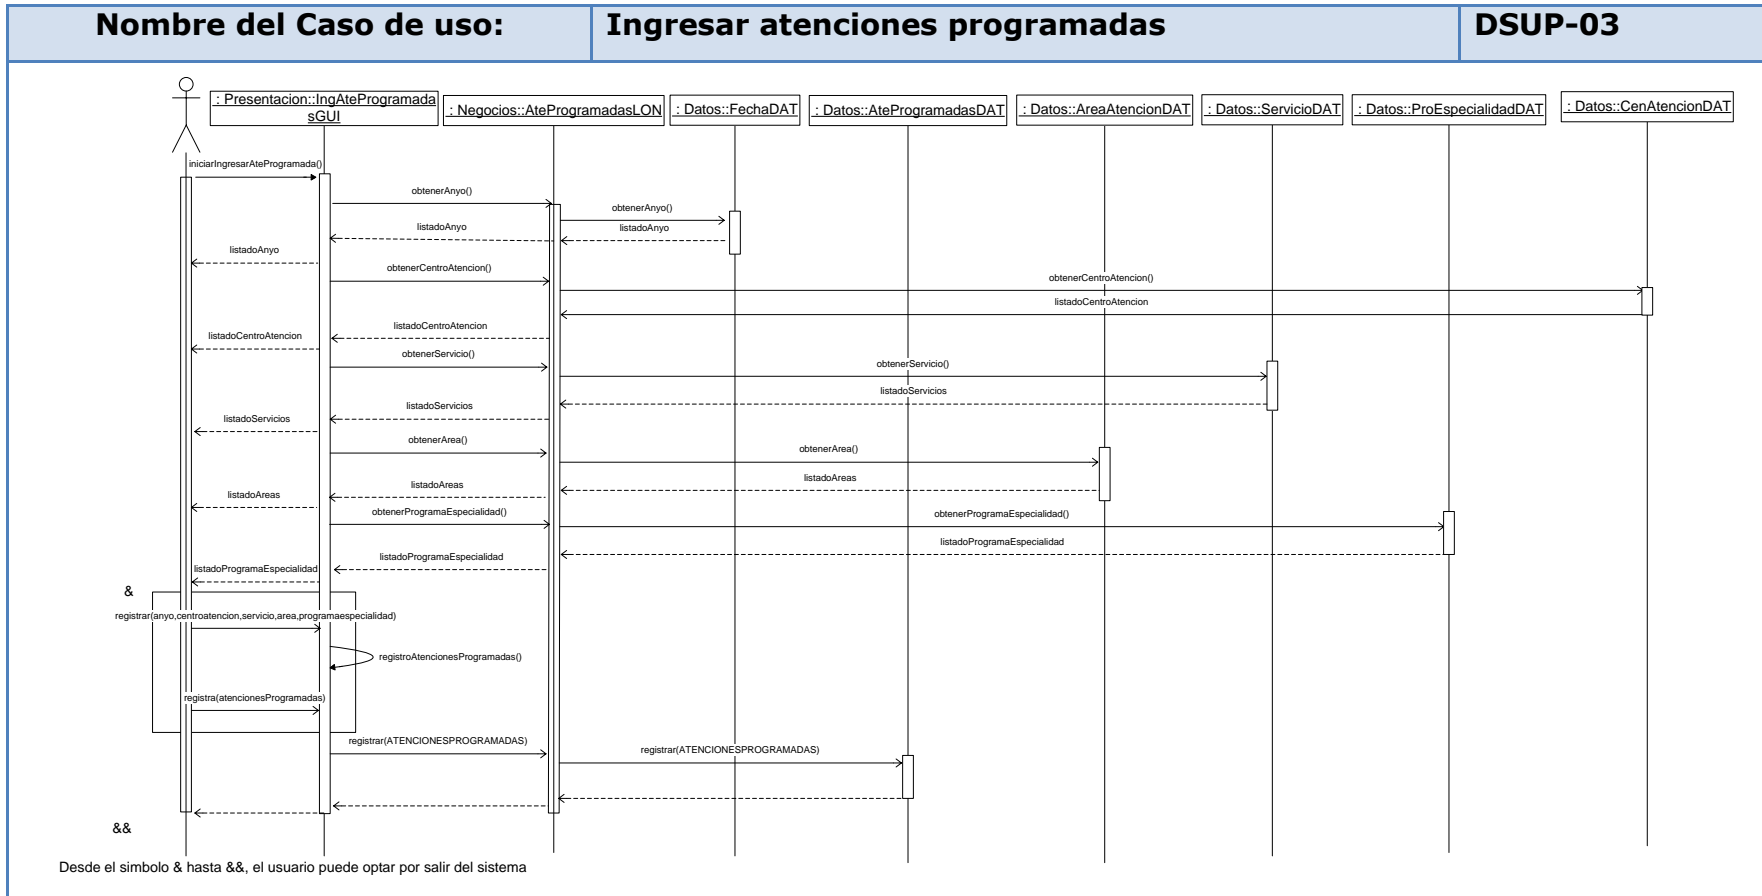 Nombre del Caso de uso: Ingresar atenciones programadas DSUP-03
: Presentacion::IngAteProgramada
sGUI
: Negocios::AteProgramadasLON
: Datos::FechaDAT
: Datos::AteProgramadasDAT
: Datos::AreaAtencionDAT
: Datos::ServicioDAT
: Datos::ProEspecialidadDAT
: Datos::CenAtencionDAT
iniciarIngresarAteProgramada()
obtenerAnyo()
obtenerAnyo()
listadoAnyo
listadoAnyo
listadoAnyo
obtenerCentroAtencion()
obtenerCentroAtencion()
listadoCentroAtencion
listadoCentroAtencion
listadoCentroAtencion
obtenerServicio()
obtenerServicio()
listadoServicios
listadoServicios
listadoServicios
obtenerArea()
obtenerArea()
listadoAreas
listadoAreas
listadoAreas
obtenerProgramaEspecialidad()
obtenerProgramaEspecialidad()
listadoProgramaEspecialidad
listadoProgramaEspecialidad
listadoProgramaEspecialidad
&
registrar(anyo,centroatencion,servicio,area,programaespecialidad)
registroAtencionesProgramadas()
registra(atencionesProgramadas)
registrar(ATENCIONESPROGRAMADAS)
registrar(ATENCIONESPROGRAMADAS)
&&
Desde el simbolo & hasta &&, el usuario puede optar por salir del sistema